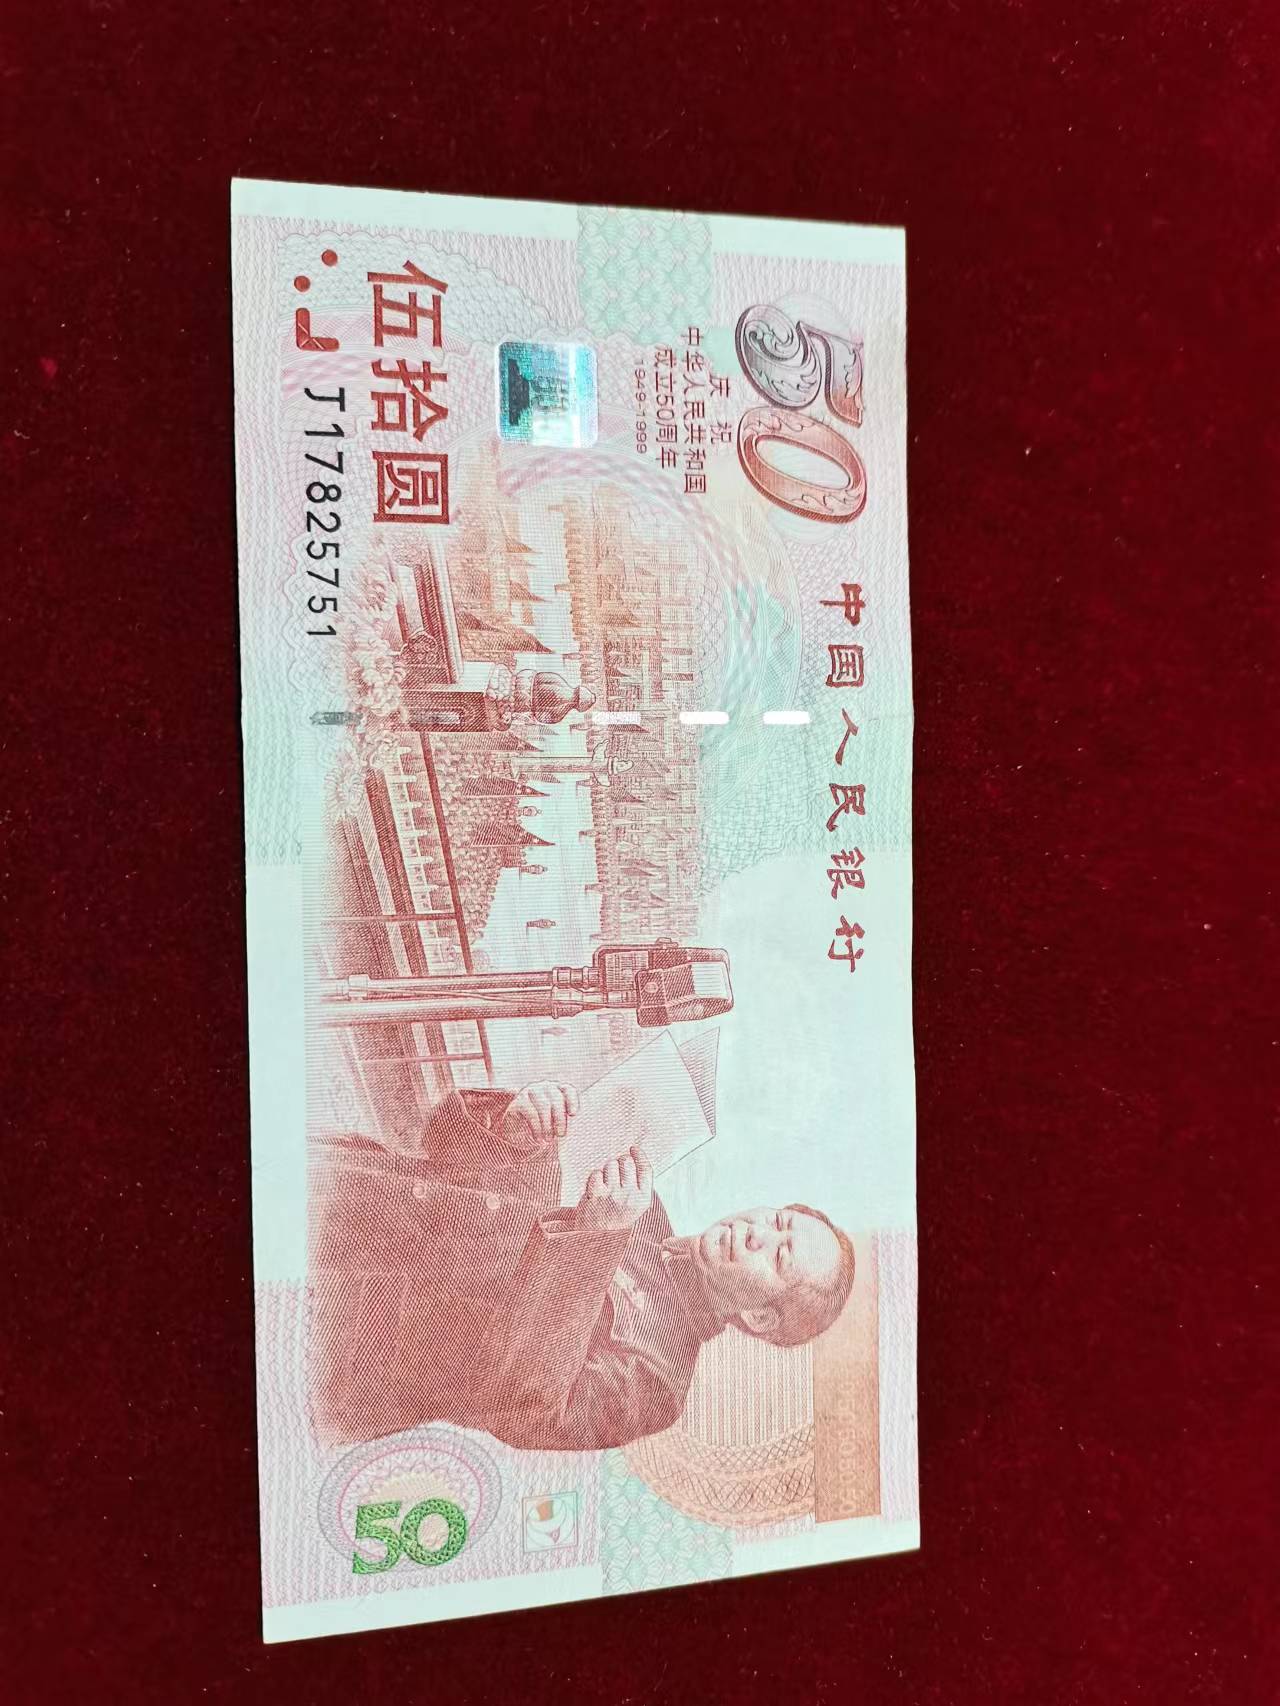 中国人民银行
50
庆祝
中华人民共和国
成立50周年
1949-1999
伍拾圆
J17825751
50